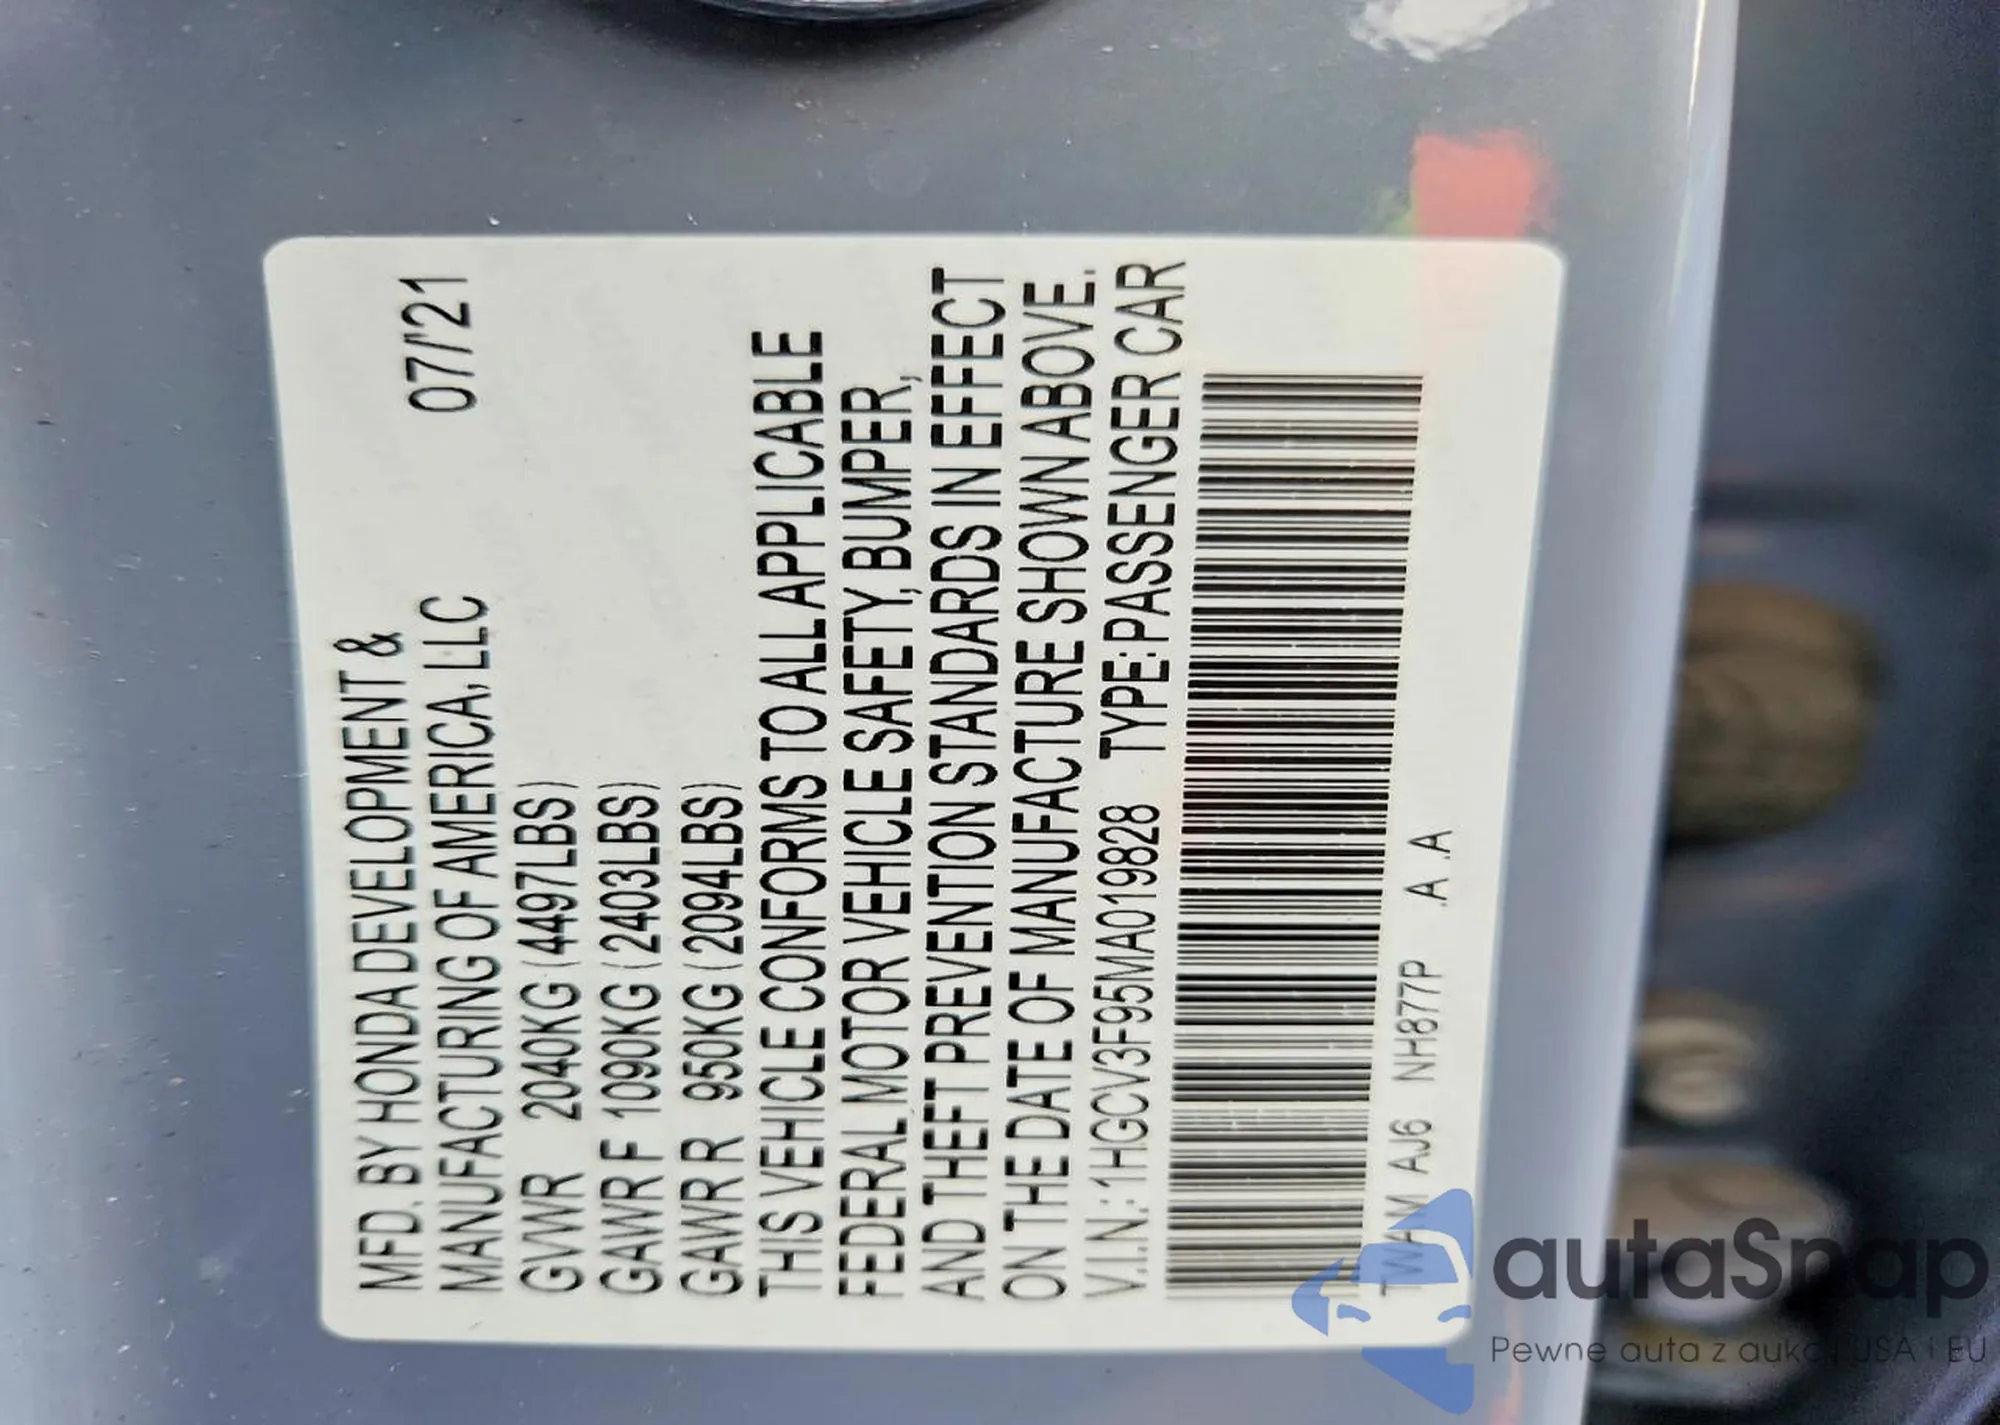 MFD. BY HONDA DEVELOPMENT &
MANUFACTURING OF AMERICA, LLC 07/'21
GVWR 2040KG (4497LBS)
GAWR F 1090KG (2403LBS)
GAWR R 950KG (2094LBS)
THIS VEHICLE CONFORMS TO ALL APPLICABLE
FEDERAL MOTOR VEHICLE SAFETY, BUMPER,
AND THEFT PREVENTION STANDARDS IN EFFECT
ON THE DATE OF MANUFACTURE SHOWN ABOVE.
V.I.N.: 1HGCV3F95MA019828 TYPE: PASSENGER CAR
TWAM AJ6 NH877P .A .A
autaSnap
Pewne auta z aukcji USA i EU